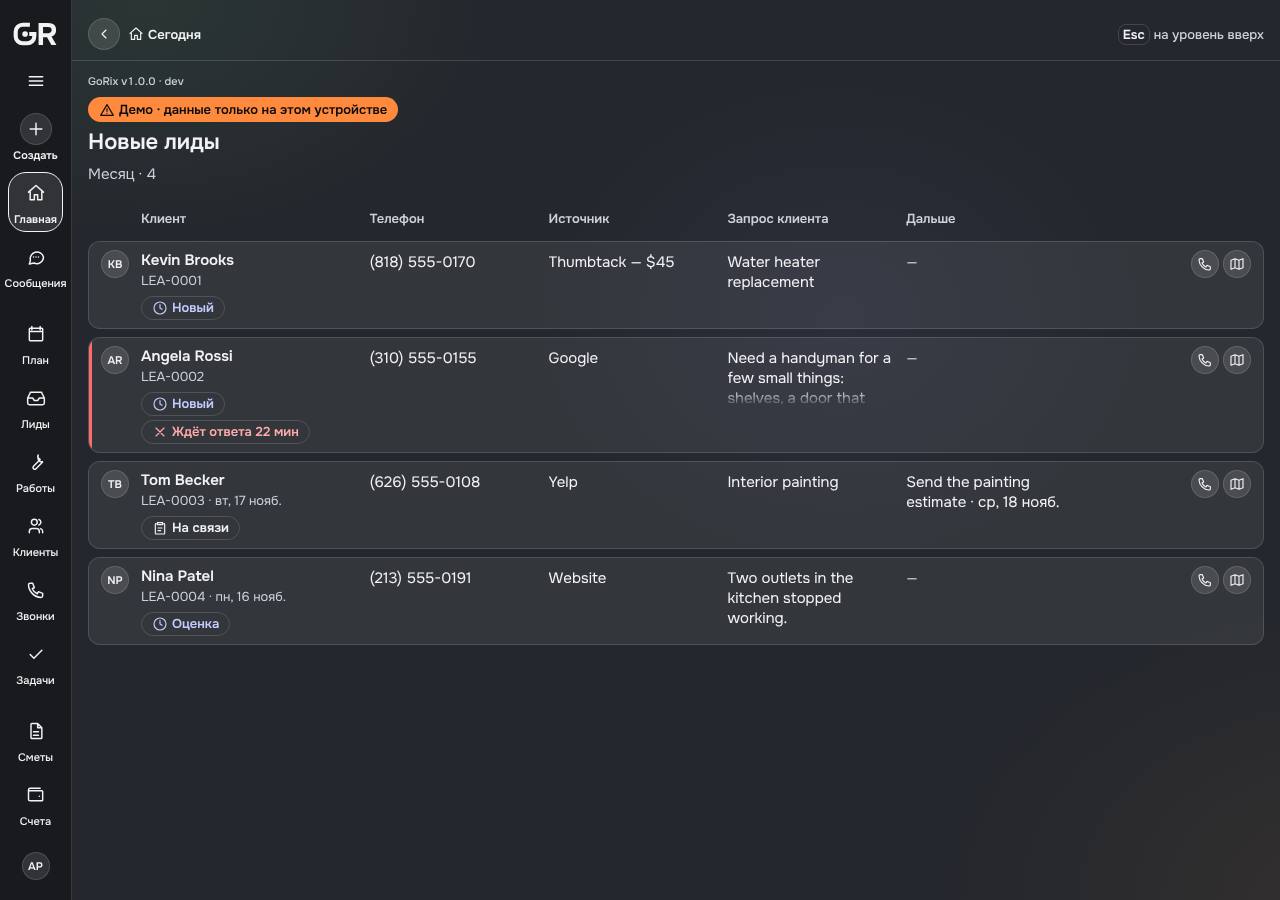 GR
Сегодня
Esc на уровень вверх
GoRix v1.0.0 · dev
Демо · данные только на этом устройстве
Новые лиды
Месяц · 4
Создать
Главная
Сообщения
План
Лиды
Работы
Клиенты
Звонки
Задачи
Сметы
Счета
AP
Клиент Телефон Источник Запрос клиента Дальше
KB Kevin Brooks (818) 555-0170 Thumtack — $45 Water heater —
LEA-0001 replacement
Новый
AR Angela Rossi (310) 555-0155 Google Need a handyman for a —
LEA-0002 few small things:
Новый shelves, a door that
Ждёт ответа 22 мин
TB Tom Becker (626) 555-0108 Yelp Interior painting Send the painting
LEA-0003 · вт, 17 нояб. estimate · ср, 18 нояб.
На связи
NP Nina Patel (213) 555-0191 Website Two outlets in the —
LEA-0004 · пн, 16 нояб. kitchen stopped
Оценка working.